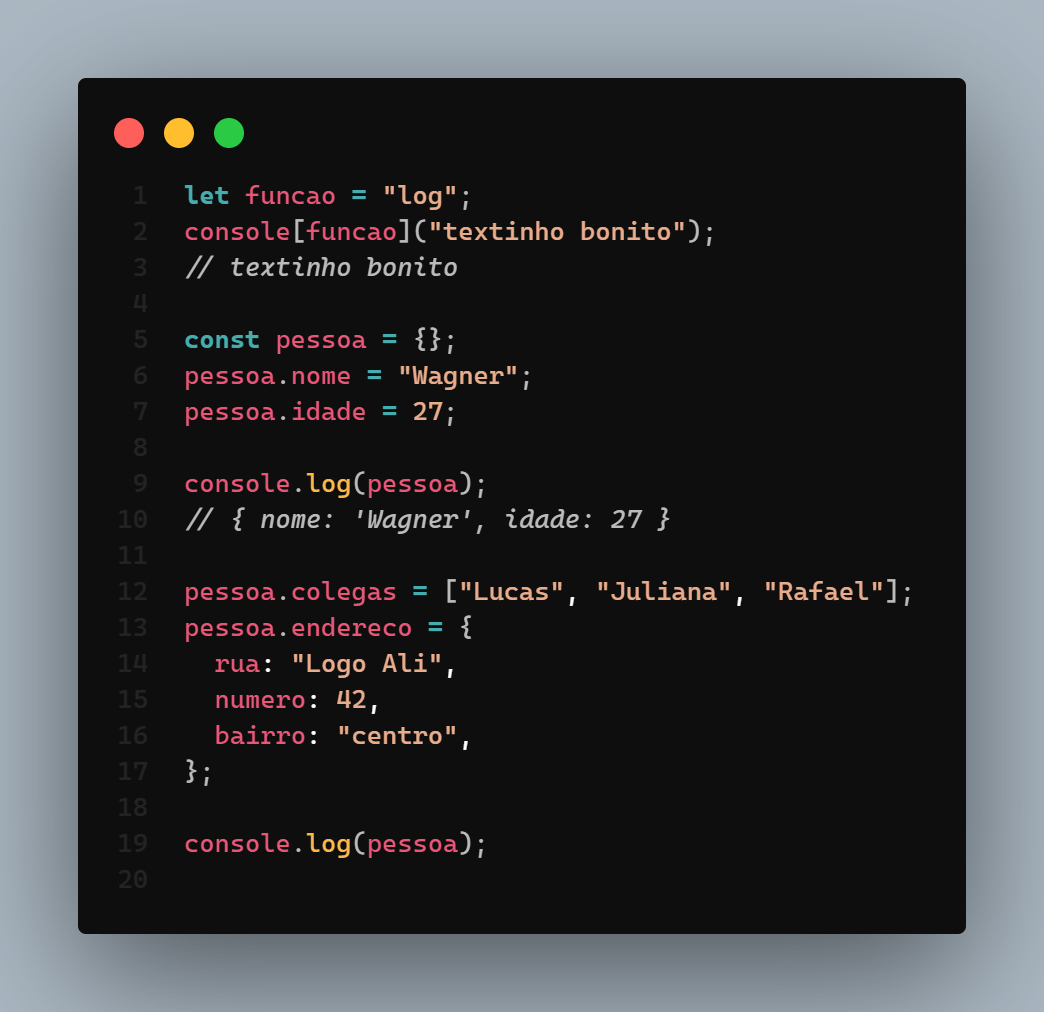 1 let funcao = "log";
2 console[funcao]("textinho bonito");
3 // textinho bonito
4
5 const pessoa = {};
6 pessoa.nome = "Wagner";
7 pessoa.idade = 27;
8
9 console.log(pessoa);
10 // { nome: 'Wagner', idade: 27 }
11
12 pessoa.colegas = ["Lucas", "Juliana", "Rafael"];
13 pessoa.endereco = {
14   rua: "Logo Ali",
15   numero: 42,
16   bairro: "centro",
17 };
18
19 console.log(pessoa);
20